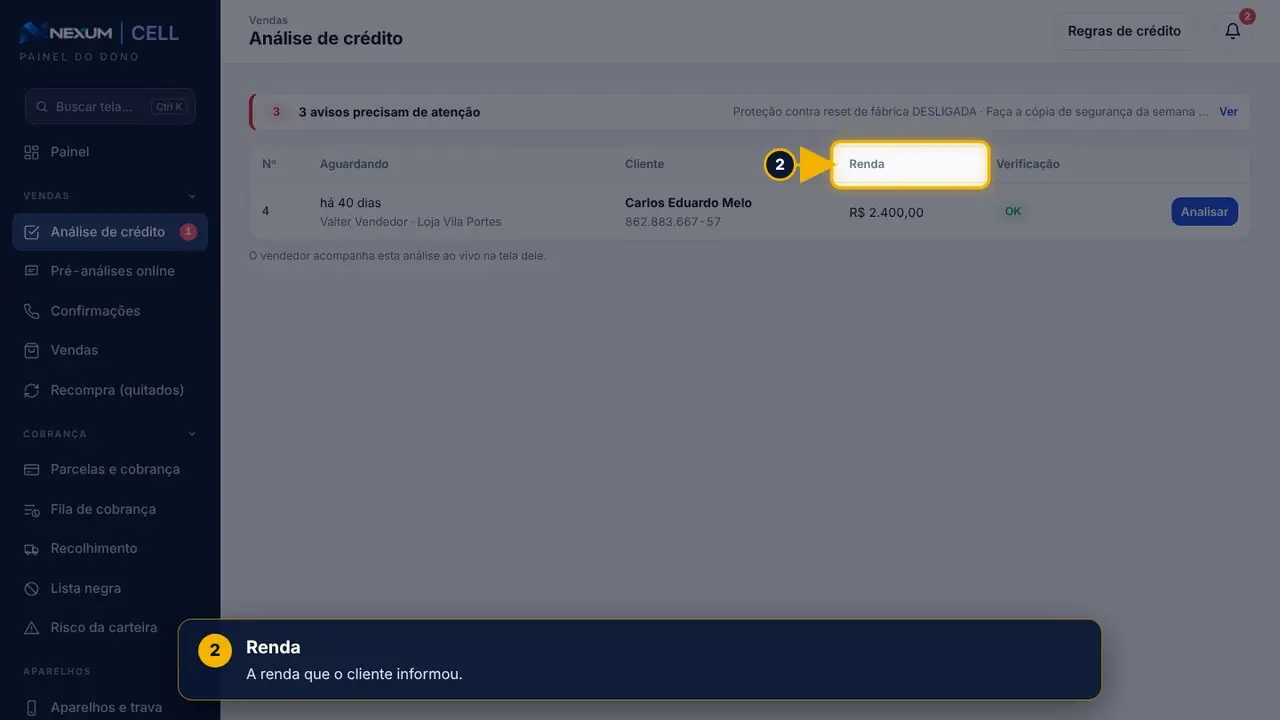 NEXUM | CELL
PAINEL DO DONO
Buscar tela... Ctrl K
Painel
VENDAS
Análise de crédito 1
Pré-análises online
Confirmações
Vendas
Recompra (quitados)
COBRANÇA
Parcelas e cobrança
Fila de cobrança
Recolhimento
Lista negra
Risco da carteira
APARELHOS
Aparelhos e trava
Vendas
Análise de crédito
Regras de crédito
2
3 3 avisos precisam de atenção
Proteção contra reset de fábrica DESLIGADA · Faça a cópia de segurança da semana ... Ver
Nº Aguardando Cliente 2 Renda Verificação
4 há 40 dias Carlos Eduardo Melo R$ 2.400,00 OK Analisar
Valter Vendedor · Loja Vila Portes 862.883.667-57
O vendedor acompanha esta análise ao vivo na tela dele.
2 Renda
A renda que o cliente informou.